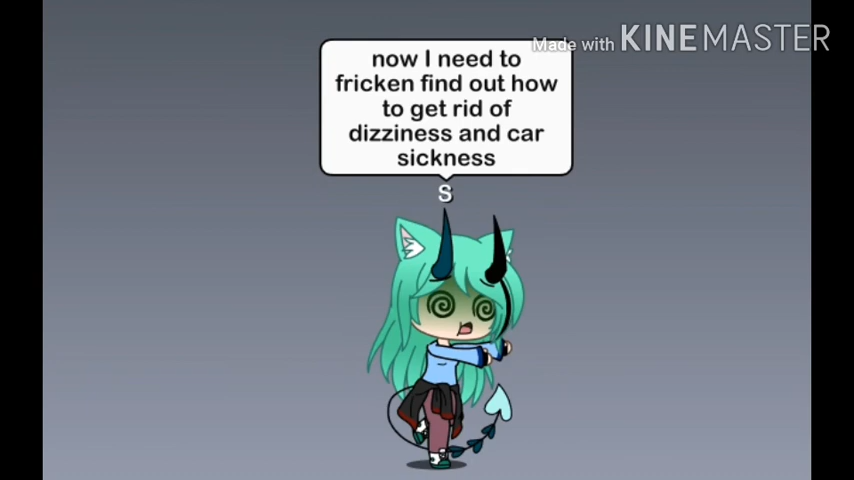 Made with KINEMASTER
now I need to
fricken find out how
to get rid of
dizziness and car
sickness
S